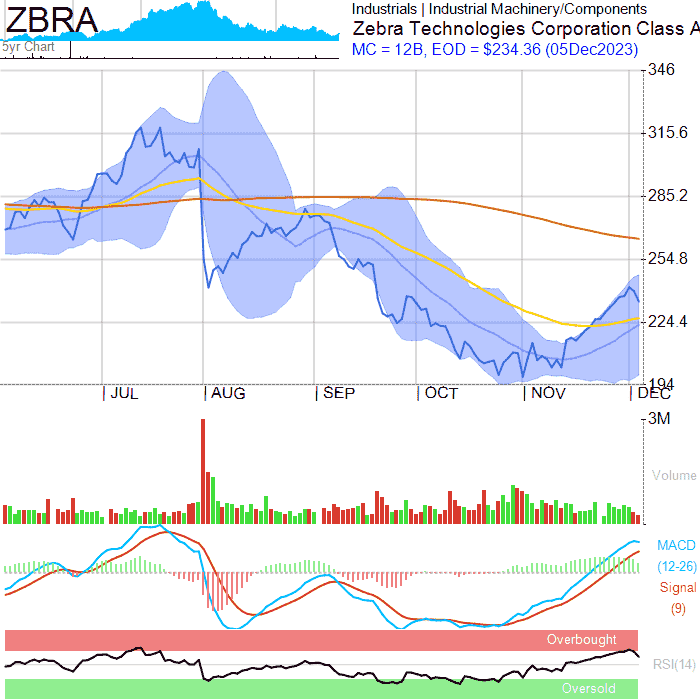 ZBRA
5yr Chart
Industrials | Industrial Machinery/Components
Zebra Technologies Corporation Class A
MC = 12B, EOD = $234.36 (05Dec2023)
346
315.6
285.2
254.8
224.4
194
JUL AUG SEP OCT NOV DEC
3M
Volume
MACD
(12-26)
Signal
(9)
Overbought
RSI(14)
Oversold